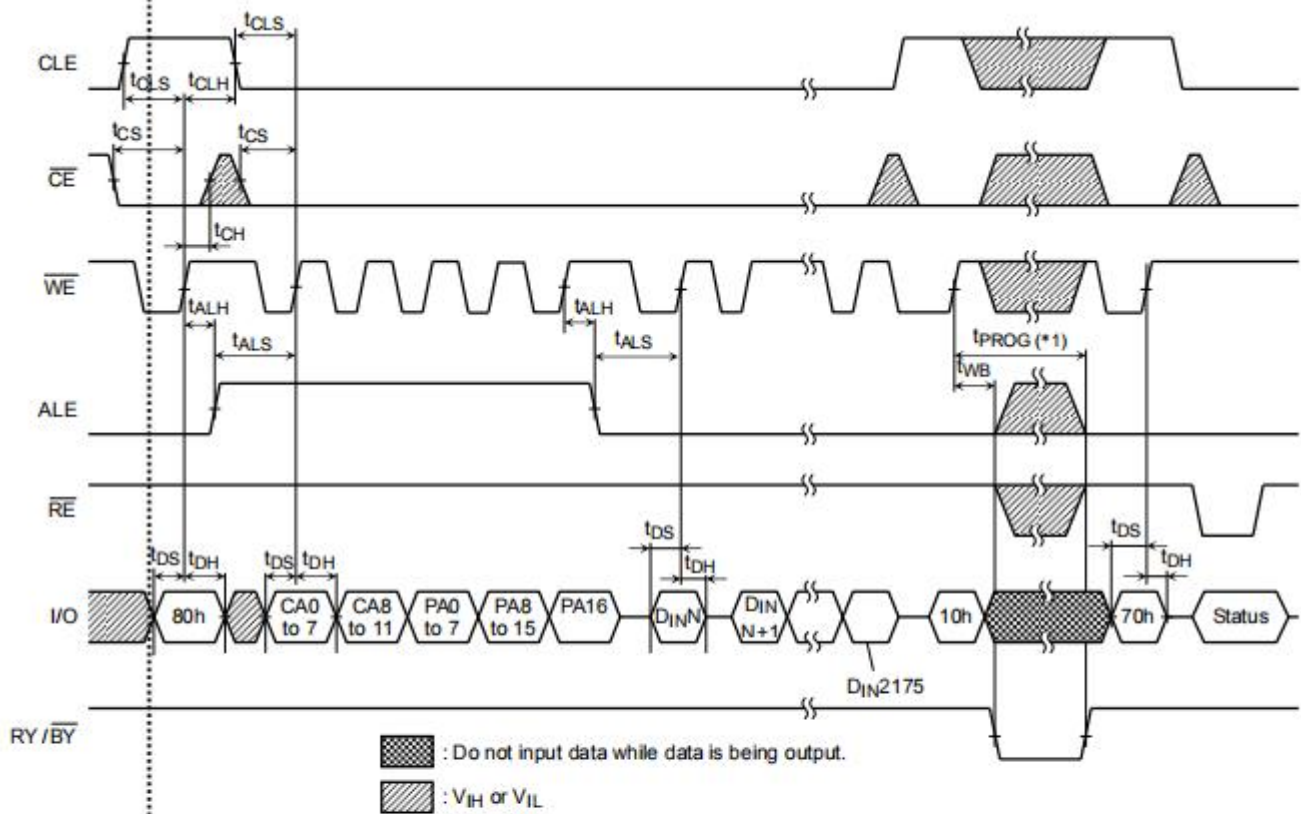 tCLS
CLE
tCLS
tCLH
tCS
tCS
CE
tCH
WE
tALH
tALH
tALS
tALS
tPROG (*1)
tWB
ALE
RE
tDS
tDH
tDS
tDH
tDS
tDH
tDS
tDH
I/O
80h
CA0
to 7
CA8
to 11
PA0
to 7
PA8
to 15
PA16
DINN
DIN
N+1
10h
70h
Status
DIN2175
RY / BY
: Do not input data while data is being output.
: VIH or VIL